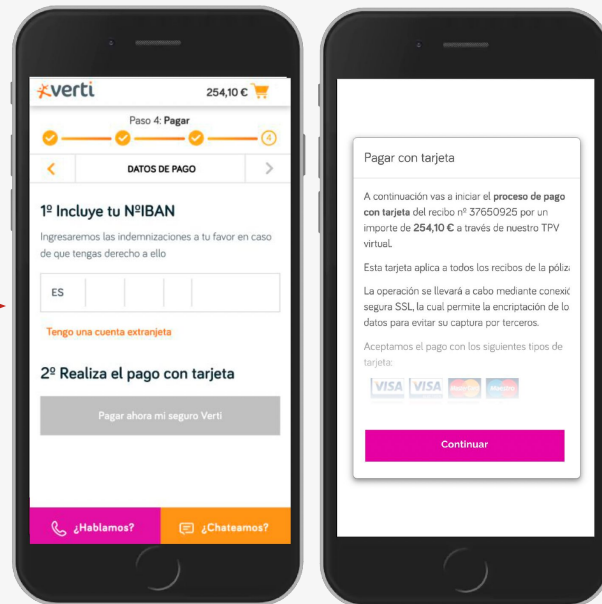 verti
254,10 €
Paso 4: Pagar
4
DATOS DE PAGO
1º Incluye tu NºIBAN
Ingresaremos las indemnizaciones a tu favor en caso
de que tengas derecho a ello
ES
Tengo una cuenta extranjeta
2º Realiza el pago con tarjeta
Pagar ahora mi seguro Verti
¿Hablamos?
¿Chateamos?
Pagar con tarjeta
A continuación vas a iniciar el proceso de pago
con tarjeta del recibo nº 37650925 por un
importe de 254,10 € a través de nuestro TPV
virtual.
Esta tarjeta aplica a todos los recibos de la póliza
La operación se llevará a cabo mediante conexió
segura SSL, la cual permite la encriptación de lo
datos para evitar su captura por terceros.
Aceptamos el pago con los siguientes tipos de
tarjeta:
VISA VISA MasterCard Maestro
Continuar